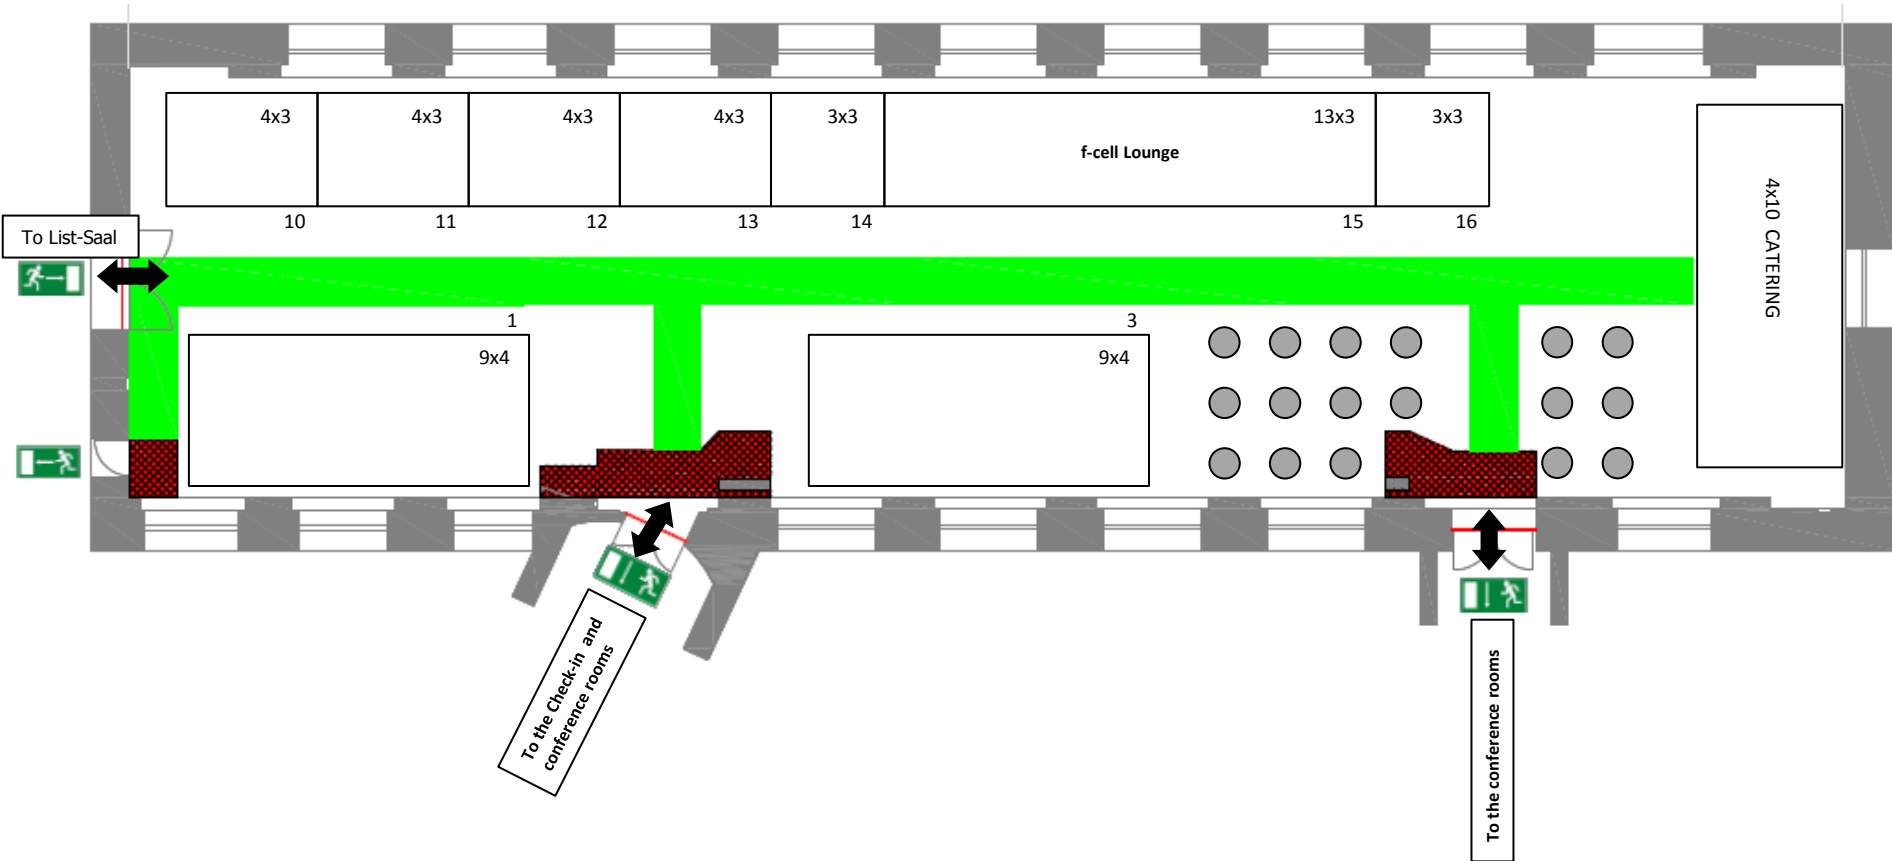 4x3
4x3
4x3
4x3
3x3
13x3
3x3
f-cell Lounge
10
11
12
13
14
15
16
To List-Saal
4x10 CATERING
1
3
9x4
9x4
To the Check-in and
conference rooms
To the conference rooms